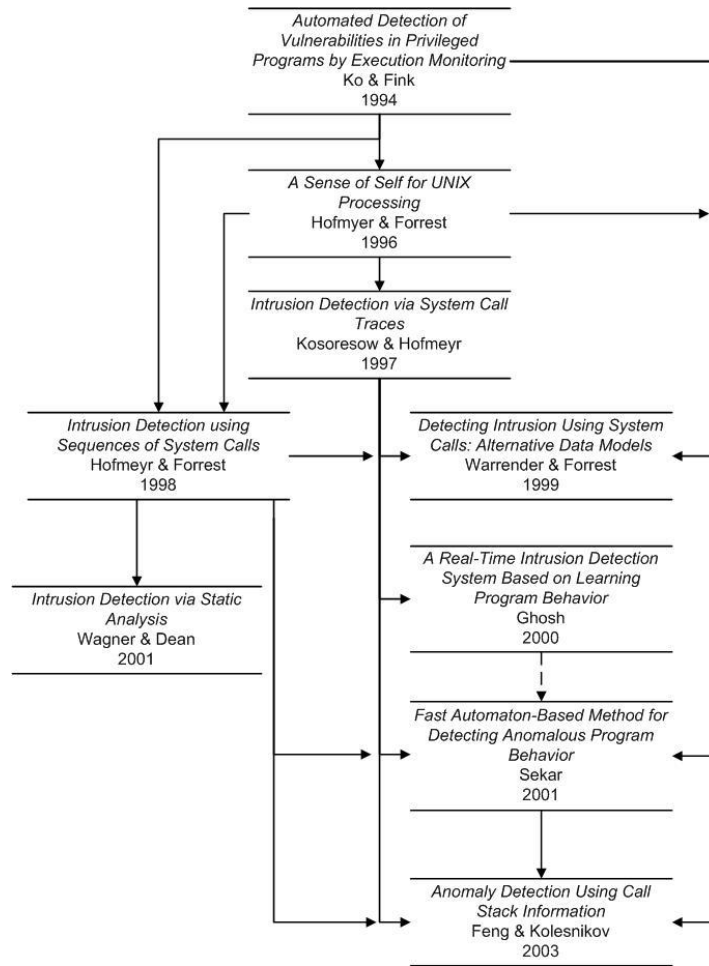 Automated Detection of
Vulnerabilities in Privileged
Programs by Execution Monitoring
Ko & Fink
1994
A Sense of Self for UNIX
Processing
Hofmyer & Forrest
1996
Intrusion Detection via System Call
Traces
Kosoresow & Hofmeyr
1997
Intrusion Detection using
Sequences of System Calls
Hofmeyr & Forrest
1998
Detecting Intrusion Using System
Calls: Alternative Data Models
Warrender & Forrest
1999
A Real-Time Intrusion Detection
System Based on Learning
Program Behavior
Ghosh
2000
Intrusion Detection via Static
Analysis
Wagner & Dean
2001
Fast Automaton-Based Method for
Detecting Anomalous Program
Behavior
Sekar
2001
Anomaly Detection Using Call
Stack Information
Feng & Kolesnikov
2003